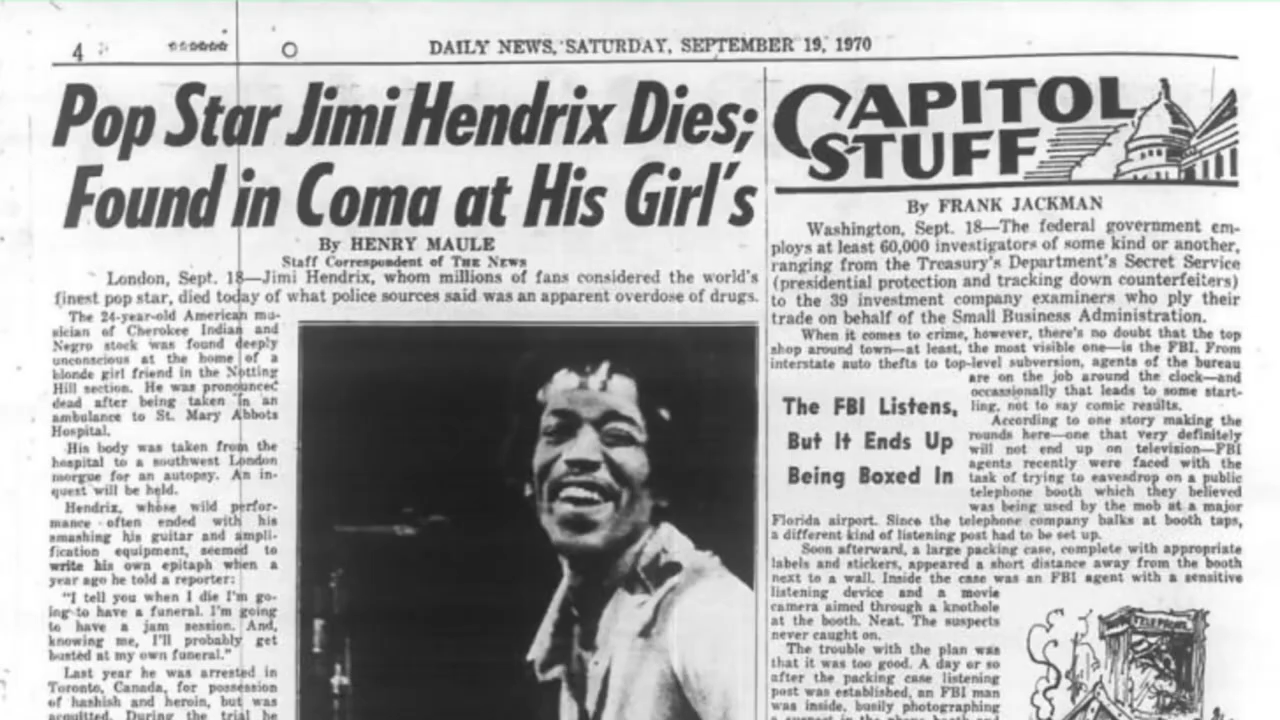 4
DAILY NEWS, SATURDAY, SEPTEMBER 19, 1970
Pop Star Jimi Hendrix Dies;
Found in Coma at His Girl's
By HENRY MAULE
Staff Correspondent of THE NEWS
London, Sept. 18—Jimi Hendrix, whom millions of fans considered the world's
finest pop star, died today of what police sources said was an apparent overdose of drugs.
The 24-year-old American mu-
sician of Cherokee Indian and
Negro stock was found deeply
unconscious at the home of a
blonde girl friend in the Notting
Hill section. He was pronounced
dead after being taken in an
ambulance to St. Mary Abbots
Hospital.
His body was taken from the
hospital to a southwest London
morgue for an autopsy. An in-
quest will be held.
Hendrix, whose wild perfor-
mance often ended with his
smashing his guitar and ampli-
fication equipment, seemed to
write his own epitaph when a
year ago he told a reporter:
"I tell you when I die I'm go-
ing to have a funeral. I'm going
to have a jam session. And,
knowing me, I'll probably get
busted at my own funeral."
Last year he was arrested in
Toronto, Canada, for possession
of hashish and heroin, but was
acquitted. During the trial he
CAPITOL
STUFF
By FRANK JACKMAN
Washington, Sept. 18—The federal government em-
ploys at least 60,000 investigators of some kind or another,
ranging from the Treasury's Department's Secret Service
(presidential protection and tracking down counterfeiters)
to the 39 investment company examiners who ply their
trade on behalf of the Small Business Administration.
When it comes to crime, however, there's no doubt that the top
shop around town—at least, the most visible one—is the FBI. From
interstate auto thefts to top-level subversion, agents of the bureau
are on the job around the clock—and
occasionally that leads to some start-
ling, not to say comic results.
The FBI Listens,
But It Ends Up
Being Boxed In
According to one story making the
rounds here—one that very definitely
will not end up on television—FBI
agents recently were faced with the
task of trying to eavesdrop on a public
telephone booth which they believed
was being used by the mob at a major
Florida airport. Since the telephone company balks at booth taps,
a different kind of listening post had to be set up.
Soon afterward, a large packing case, complete with appropriate
labels and stickers, appeared a short distance away from the booth
next to a wall. Inside the case was an FBI agent with a sensitive
listening device and a movie
camera aimed through a knothole
at the booth. Neat. The suspects
never caught on.
The trouble with the plan was
that it was too good. A day or so
after the packing case listening
post was established, an FBI man
was inside, busily photographing
a suspect in the phone booth and
TELEPHONE